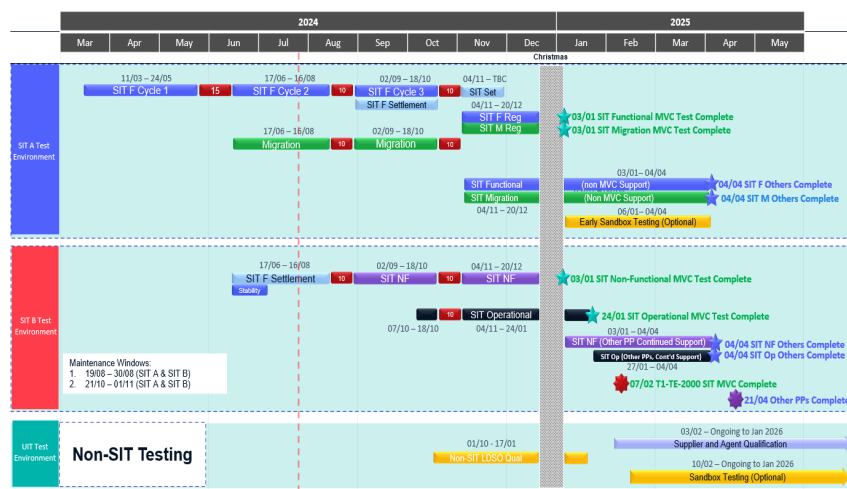 2024
2025
Mar
Apr
May
Jun
Jul
Aug
Sep
Oct
Nov
Dec
Jan
Feb
Mar
Apr
May
Christmas
SIT A Test
Environment
11/03 – 24/05
17/06 – 16/08
02/09 – 18/10
04/11 – TBC
SIT F Cycle 1
15
SIT F Cycle 2
10
SIT F Cycle 3
10
SIT Set
SIT F Settlement
04/11 – 20/12
SIT F Reg
03/01 SIT Functional MVC Test Complete
SIT M Reg
03/01 SIT Migration MVC Test Complete
17/06 – 16/08
02/09 – 18/10
Migration
10
Migration
10
03/01 – 04/04
SIT Functional
(non MVC Support)
04/04 SIT F Others Complete
SIT Migration
(Non MVC Support)
04/04 SIT M Others Complete
04/11 – 20/12
06/01– 04/04
Early Sandbox Testing (Optional)
SIT B Test
Environment
17/06 – 16/08
02/09 – 18/10
04/11 – 20/12
SIT F Settlement
10
SIT NF
10
SIT NF
03/01 SIT Non-Functional MVC Test Complete
Stability
10
SIT Operational
24/01 SIT Operational MVC Test Complete
07/10 – 18/10
04/11 – 24/01
03/01 – 04/04
SIT NF (Other PP Continued Support)
04/04 SIT NF Others Complete
SIT Op (Other PPs, Cont'd Support)
04/04 SIT Op Others Complete
27/01 – 04/04
Maintenance Windows:
1. 19/08 – 30/08 (SIT A & SIT B)
2. 21/10 – 01/11 (SIT A & SIT B)
07/02 T1-TE-2000 SIT MVC Complete
21/04 Other PPs Complete
UIT Test
Environment
Non-SIT Testing
01/10 - 17/01
Non-SIT LDSO Qual
03/02 – Ongoing to Jan 2026
Supplier and Agent Qualification
10/02 – Ongoing to Jan 2026
Sandbox Testing (Optional)